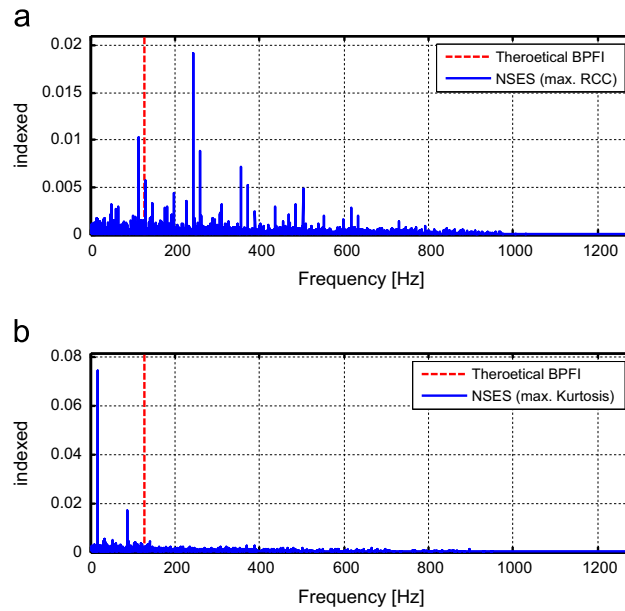 a
0.02
0.015
0.01
0.005
0
indexed
Theroetical BPFI
NSES (max. RCC)
0 200 400 600 800 1000 1200
Frequency [Hz]
b
0.08
0.06
0.04
0.02
0
indexed
Theroetical BPFI
NSES (max. Kurtosis)
0 200 400 600 800 1000 1200
Frequency [Hz]